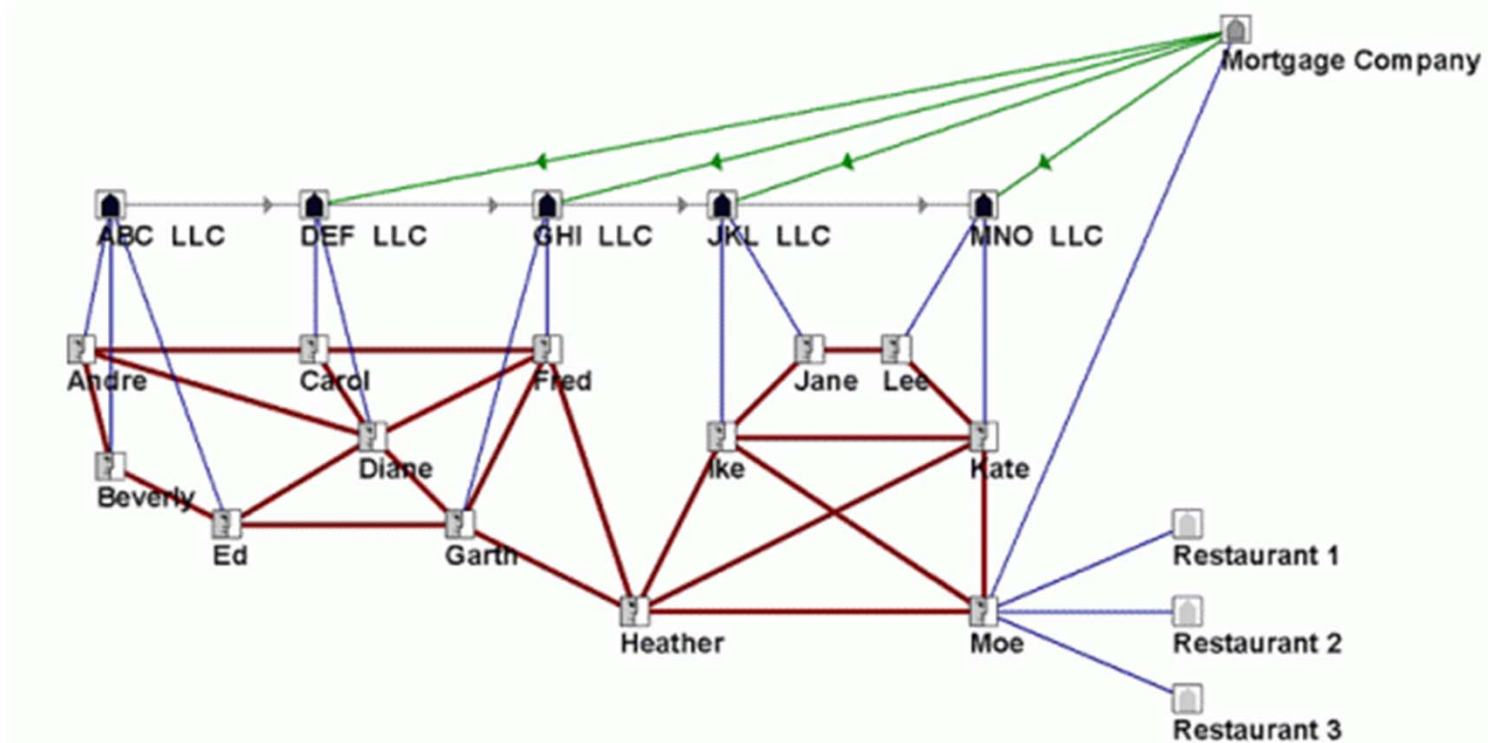 Mortgage Company
ABC LLC
DEF LLC
GHI LLC
JKL LLC
MNO LLC
Andre
Carol
Fred
Jane
Lee
Diane
Ike
Kate
Beverly
Ed
Garth
Restaurant 1
Heather
Moe
Restaurant 2
Restaurant 3